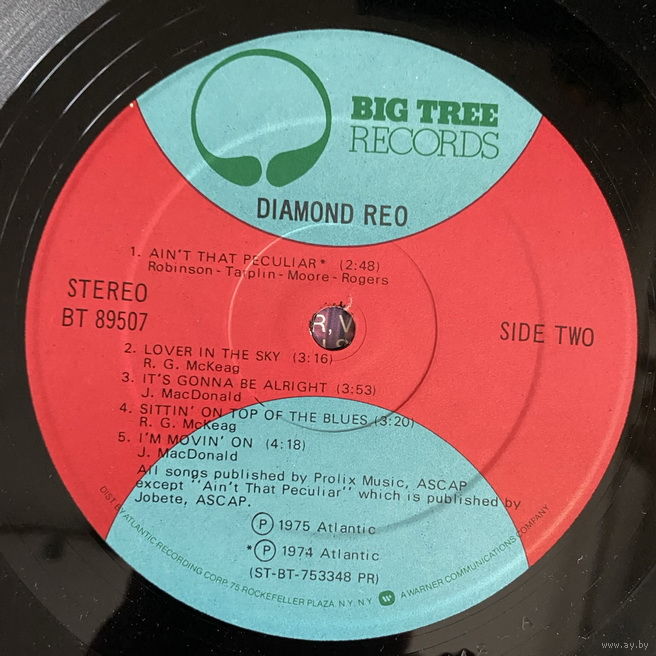 BIG TREE
RECORDS
DIAMOND REO
1. AIN'T THAT PECULIAR* (2:48)
Robinson - Tarplin - Moore - Rogers
STEREO
BT 89507
SIDE TWO
R, V
2. LOVER IN THE SKY (3:16)
R. G. McKeag
3. IT'S GONNA BE ALRIGHT (3:53)
J. MacDonald
4. SITTIN' ON TOP OF THE BLUES (3:20)
R. G. McKeag
5. I'M MOVIN' ON (4:18)
J. MacDonald
All songs published by Prolix Music, ASCAP
except "Ain't That Peculiar" which is published by
Jobete, ASCAP.
Ⓟ 1975 Atlantic
*Ⓟ 1974 Atlantic
(ST-BT-753348 PR)
DIST. BY ATLANTIC RECORDING CORP. 75 ROCKEFELLER PLAZA, N.Y. N.Y. A WARNER COMMUNICATIONS COMPANY
www.ay.by